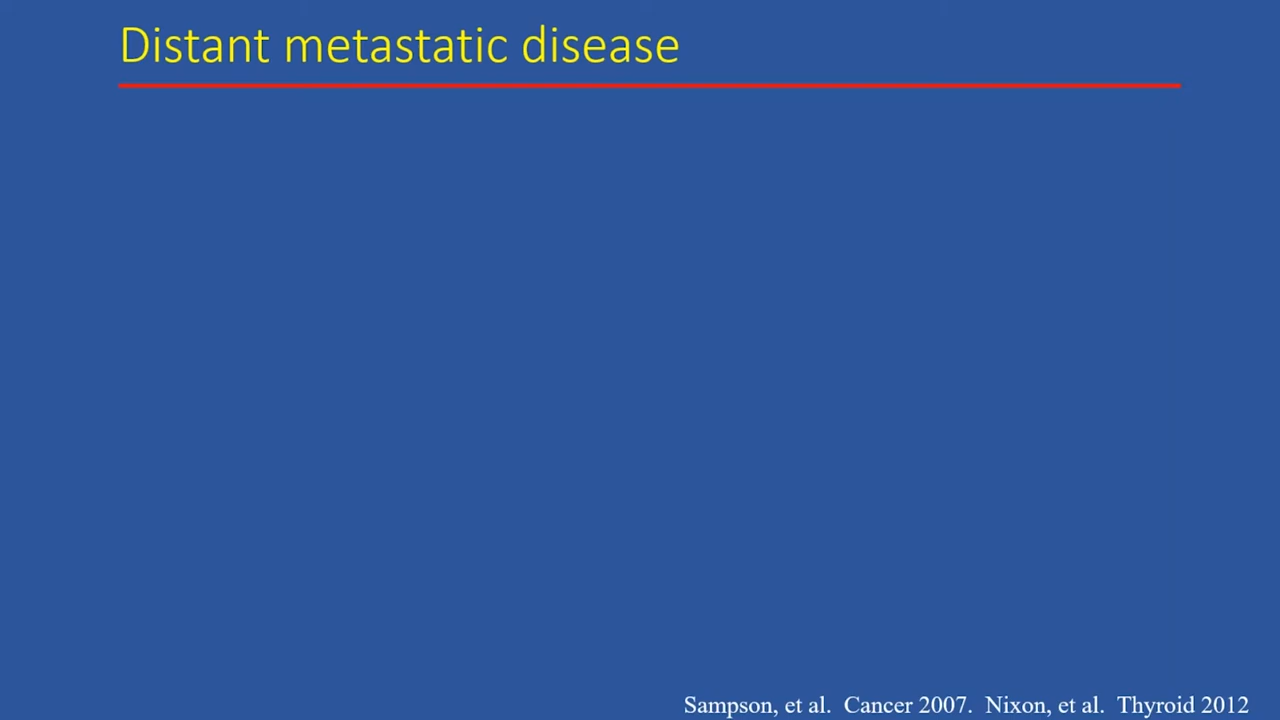 Distant metastatic disease
Sampson, et al.  Cancer 2007.  Nixon, et al.  Thyroid 2012